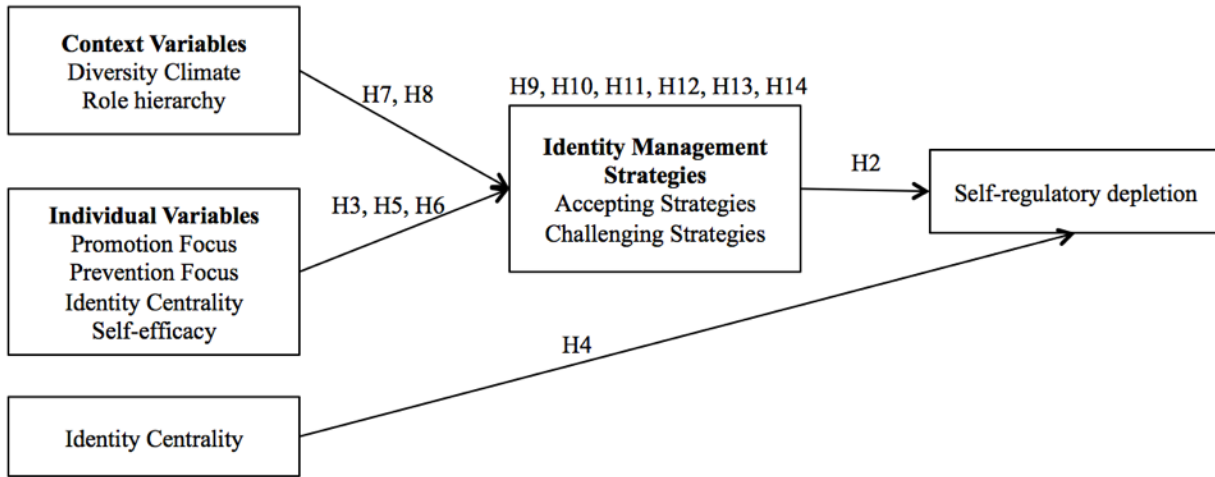 Context Variables
Diversity Climate
Role hierarchy
H7, H8
H9, H10, H11, H12, H13, H14
Identity Management
Strategies
Accepting Strategies
Challenging Strategies
H2
Self-regulatory depletion
Individual Variables
Promotion Focus
Prevention Focus
Identity Centrality
Self-efficacy
H3, H5, H6
H4
Identity Centrality